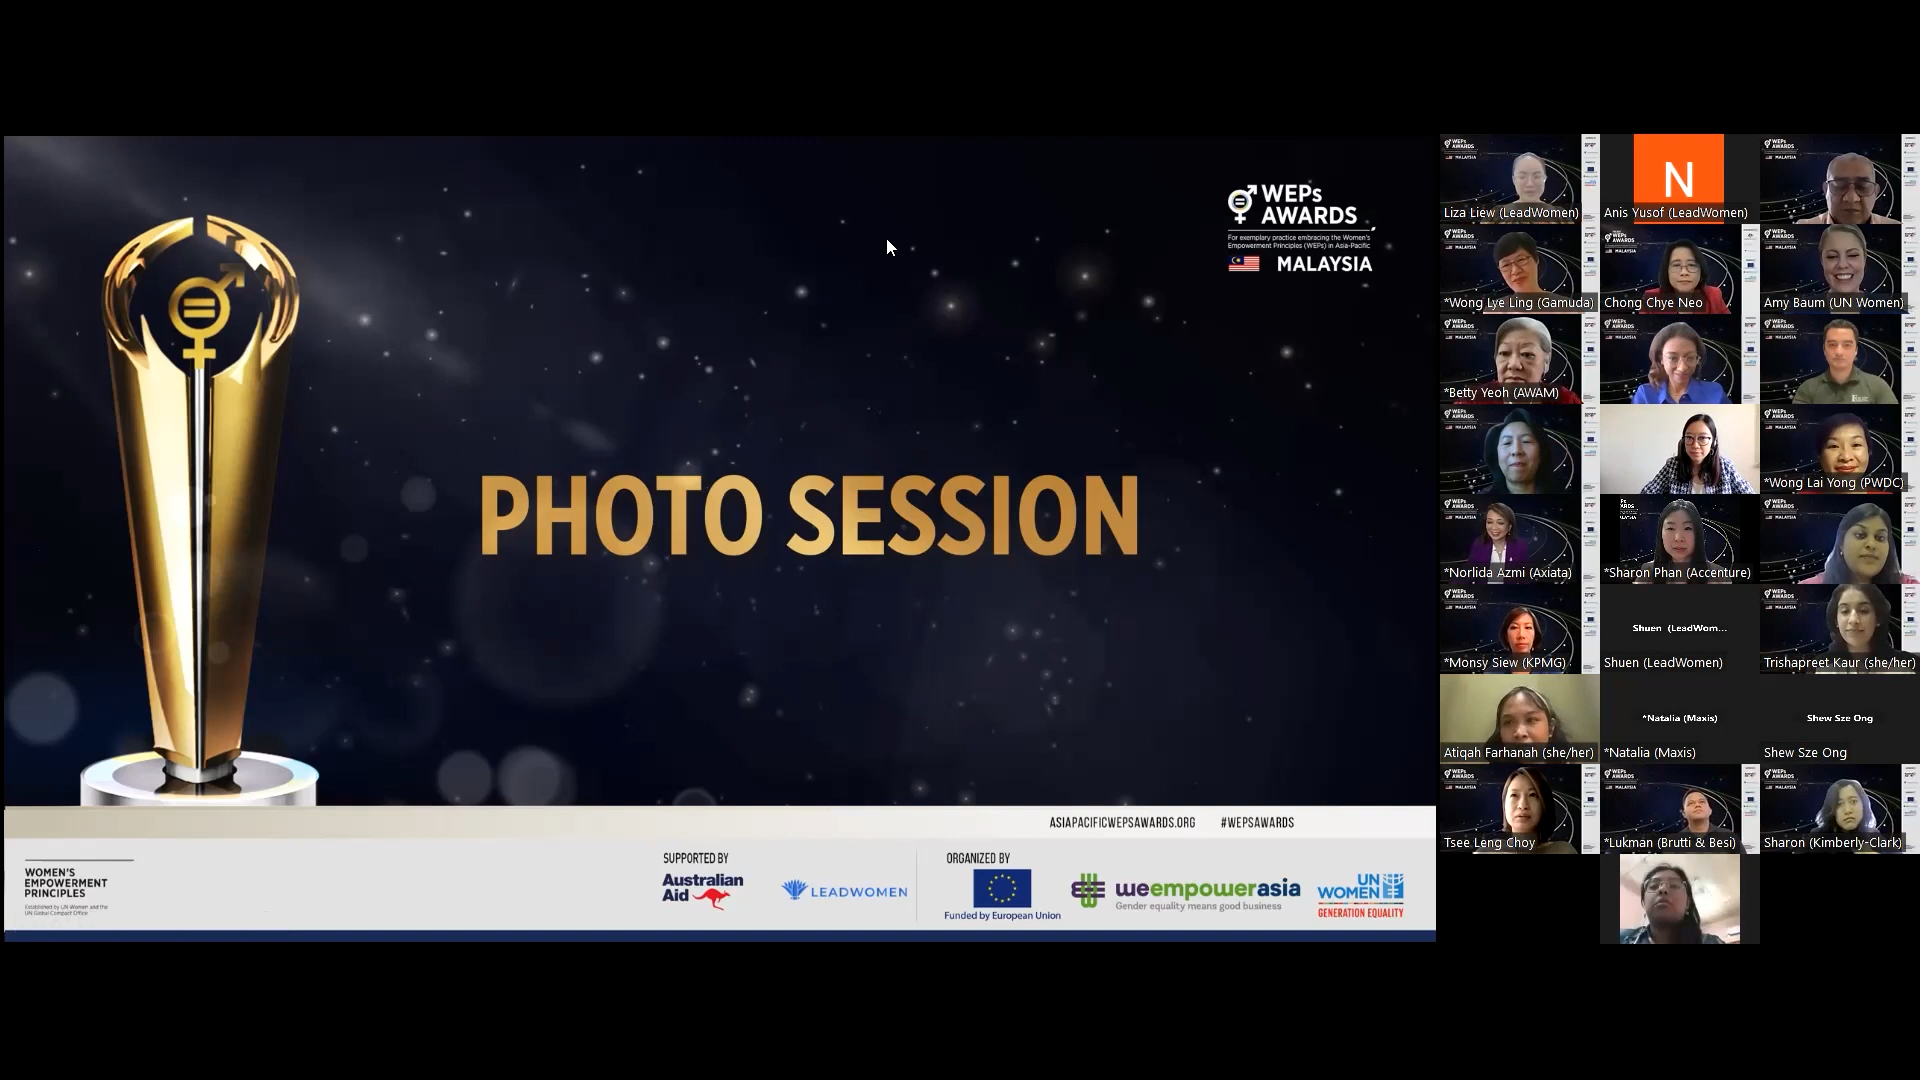 WEPs
AWARDS
For exemplary practice embracing the Women's
Empowerment Principles (WEPs) in Asia-Pacific
MALAYSIA
PHOTO SESSION
ASIAPACIFICWEPSAWARDS.ORG #WEPSAWARDS
WOMEN'S
EMPOWERMENT
PRINCIPLES
Established by UN Women and the
UN Global Compact Office
SUPPORTED BY
Australian
Aid
LEADWOMEN
ORGANIZED BY
Funded by European Union
weempowerasia
Gender equality means good business
UN
WOMEN
GENERATION EQUALITY
WEPs
AWARDS
MALAYSIA
Liza Liew (LeadWomen)
N
Anis Yusof (LeadWomen)
WEPs
AWARDS
MALAYSIA
*Wong Lye Ling (Gamuda)
Chong Chye Neo
Amy Baum (UN Women)
*Betty Yeoh (AWAM)
*Wong Lai Yong (PWDC)
*Norlida Azmi (Axiata)
*Sharon Phan (Accenture)
*Monsy Siew (KPMG)
Shuen (LeadWom...
Shuen (LeadWomen)
Trishapreet Kaur (she/her)
Atiqah Farhanah (she/her)
*Natalia (Maxis)
*Natalia (Maxis)
Shew Sze Ong
Shew Sze Ong
Tsee Leng Choy
*Lukman (Brutti & Besi)
Sharon (Kimberly-Clark)